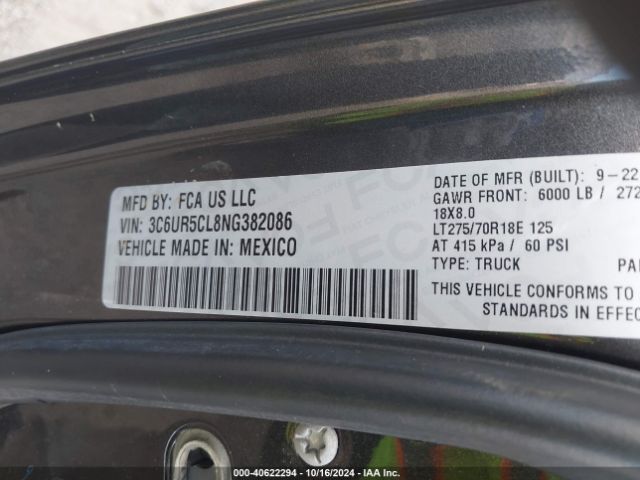 MFD BY: FCA US LLC
VIN: 3C6UR5CL8NG382086
VEHICLE MADE IN: MEXICO
DATE OF MFR (BUILT): 9-22
GAWR FRONT: 6000 LB / 272
18X8.0
LT275/70R18E 125
AT 415 kPa / 60 PSI
TYPE: TRUCK
THIS VEHICLE CONFORMS TO
STANDARDS IN EFFEC
000-40622294 - 10/16/2024 - IAA Inc.